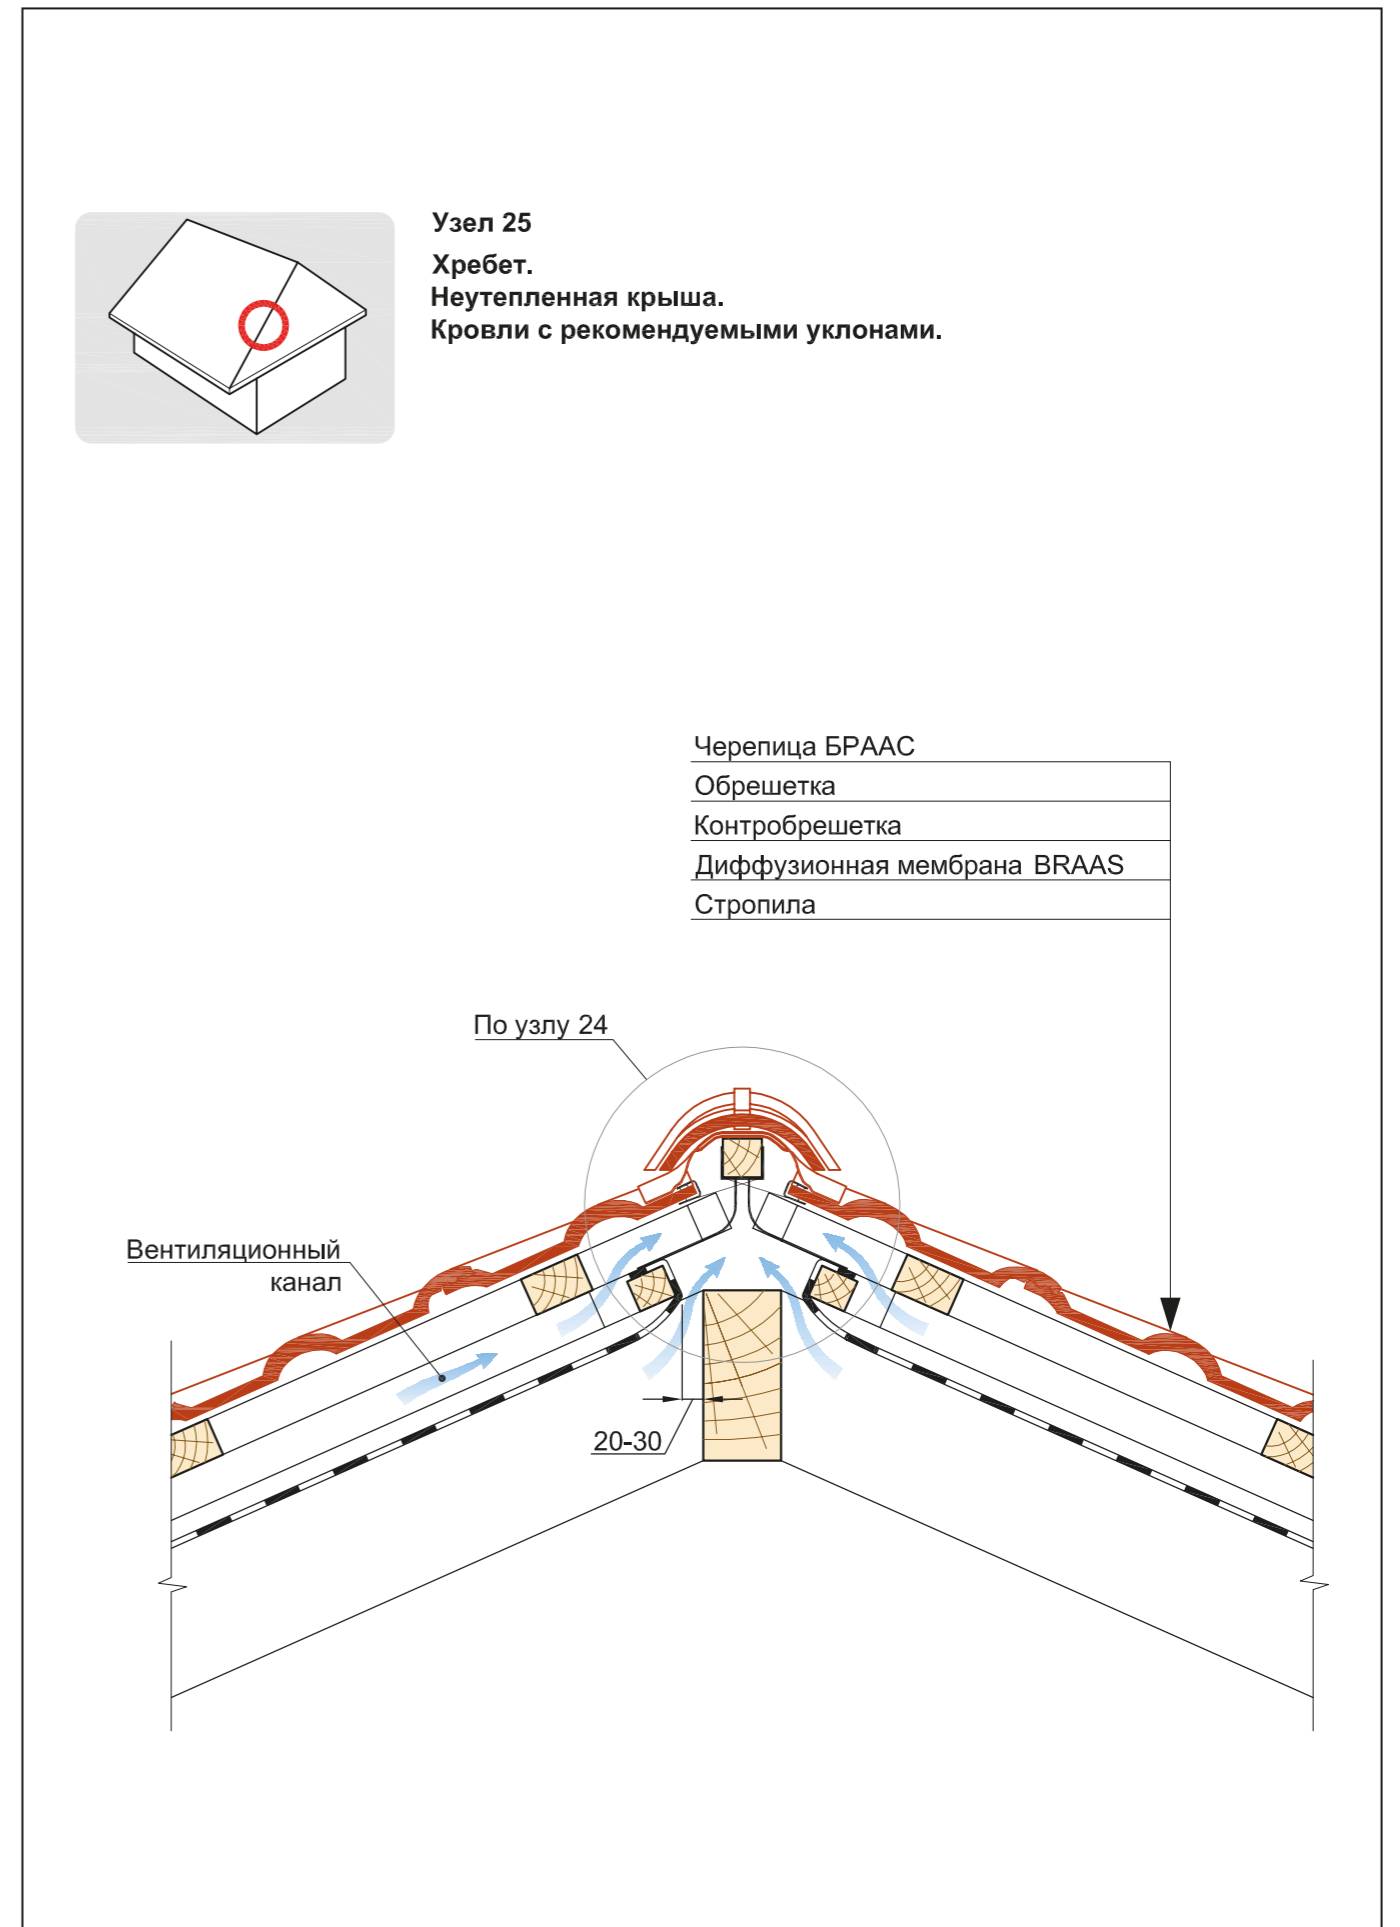 Узел 25
Хребет.
Неутепленная крыша.
Кровли с рекомендуемыми уклонами.
Черепица БРААС
Обрешетка
Контробрешетка
Диффузионная мембрана BRAAS
Стропила
По узлу 24
Вентиляционный
канал
20-30